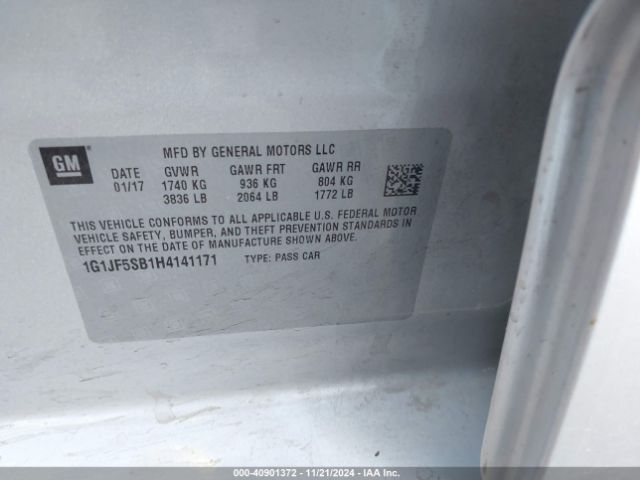 GM
MFD BY GENERAL MOTORS LLC
DATE GVWR GAWR FRT GAWR RR
01/17 1740 KG 936 KG 804 KG
3836 LB 2064 LB 1772 LB
THIS VEHICLE CONFORMS TO ALL APPLICABLE U.S. FEDERAL MOTOR
VEHICLE SAFETY, BUMPER, AND THEFT PREVENTION STANDARDS IN
EFFECT ON THE DATE OF MANUFACTURE SHOWN ABOVE.
1G1JF5SB1H4141171 TYPE: PASS CAR
000-40901372 - 11/21/2024 - IAA Inc.